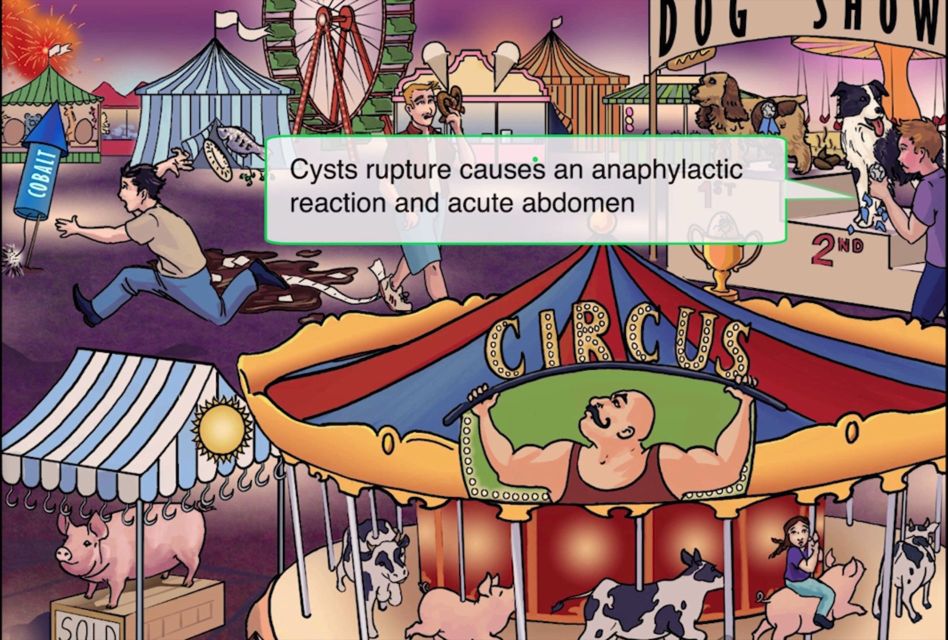 DOG SHOW
COBALT
Cysts rupture causes an anaphylactic
reaction and acute abdomen
1ST
2ND
CIRCUS
SOLD